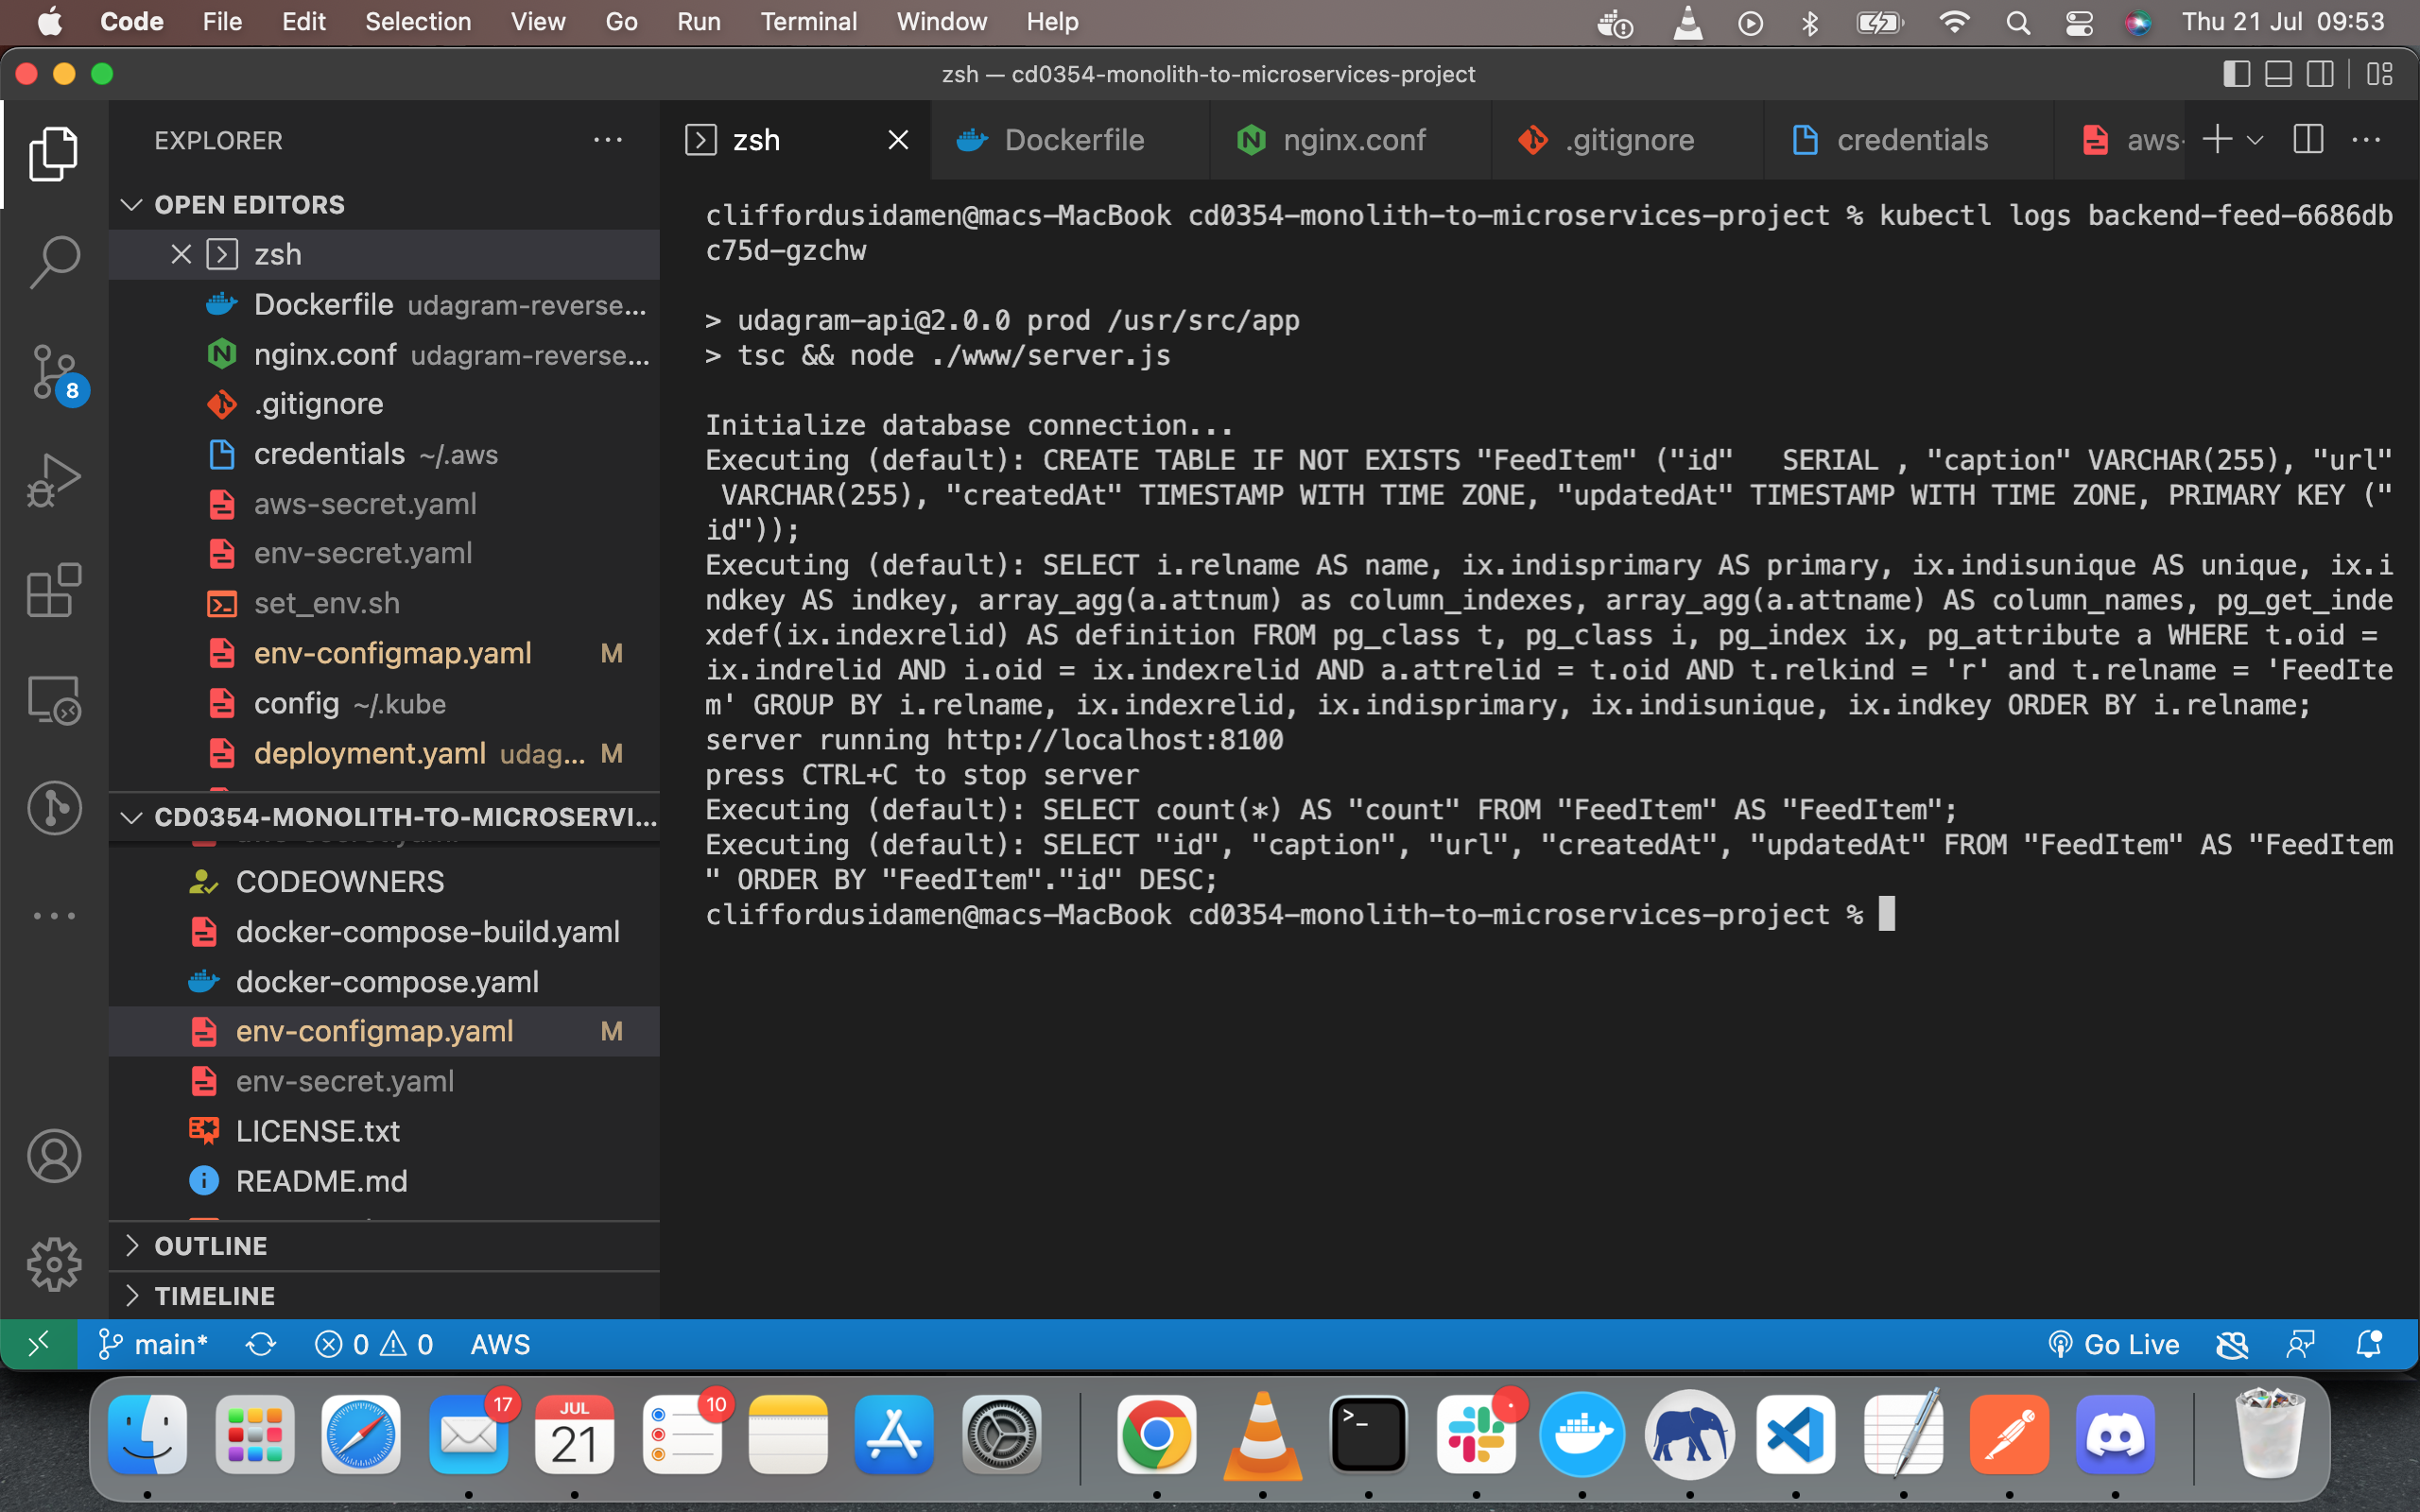 Code File Edit Selection View Go Run Terminal Window Help Thu 21 Jul 09:53
zsh — cd0354-monolith-to-microservices-project
EXPLORER
OPEN EDITORS
zsh
Dockerfile udagram-reverse...
nginx.conf udagram-reverse...
.gitignore
credentials ~/.aws
aws-secret.yaml
env-secret.yaml
set_env.sh
env-configmap.yaml M
config ~/.kube
deployment.yaml udag... M
CD0354-MONOLITH-TO-MICROSERVI...
CODEOWNERS
docker-compose-build.yaml
docker-compose.yaml
env-configmap.yaml M
env-secret.yaml
LICENSE.txt
README.md
OUTLINE
TIMELINE
8
zsh Dockerfile nginx.conf .gitignore credentials aws-
cliffordusidamen@macs-MacBook cd0354-monolith-to-microservices-project % kubectl logs backend-feed-6686db
c75d-gzchw
> udagram-api@2.0.0 prod /usr/src/app
> tsc && node ./www/server.js
Initialize database connection...
Executing (default): CREATE TABLE IF NOT EXISTS "FeedItem" ("id"   SERIAL , "caption" VARCHAR(255), "url"
 VARCHAR(255), "createdAt" TIMESTAMP WITH TIME ZONE, "updatedAt" TIMESTAMP WITH TIME ZONE, PRIMARY KEY ("
id"));
Executing (default): SELECT i.relname AS name, ix.indisprimary AS primary, ix.indisunique AS unique, ix.i
ndkey AS indkey, array_agg(a.attnum) as column_indexes, array_agg(a.attname) AS column_names, pg_get_inde
xdef(ix.indexrelid) AS definition FROM pg_class t, pg_class i, pg_index ix, pg_attribute a WHERE t.oid =
ix.indrelid AND i.oid = ix.indexrelid AND a.attrelid = t.oid AND t.relkind = 'r' and t.relname = 'FeedIte
m' GROUP BY i.relname, ix.indexrelid, ix.indisprimary, ix.indisunique, ix.indkey ORDER BY i.relname;
server running http://localhost:8100
press CTRL+C to stop server
Executing (default): SELECT count(*) AS "count" FROM "FeedItem" AS "FeedItem";
Executing (default): SELECT "id", "caption", "url", "createdAt", "updatedAt" FROM "FeedItem" AS "FeedItem
" ORDER BY "FeedItem"."id" DESC;
cliffordusidamen@macs-MacBook cd0354-monolith-to-microservices-project %
main* 0 0 AWS Go Live
17 JUL 21 10